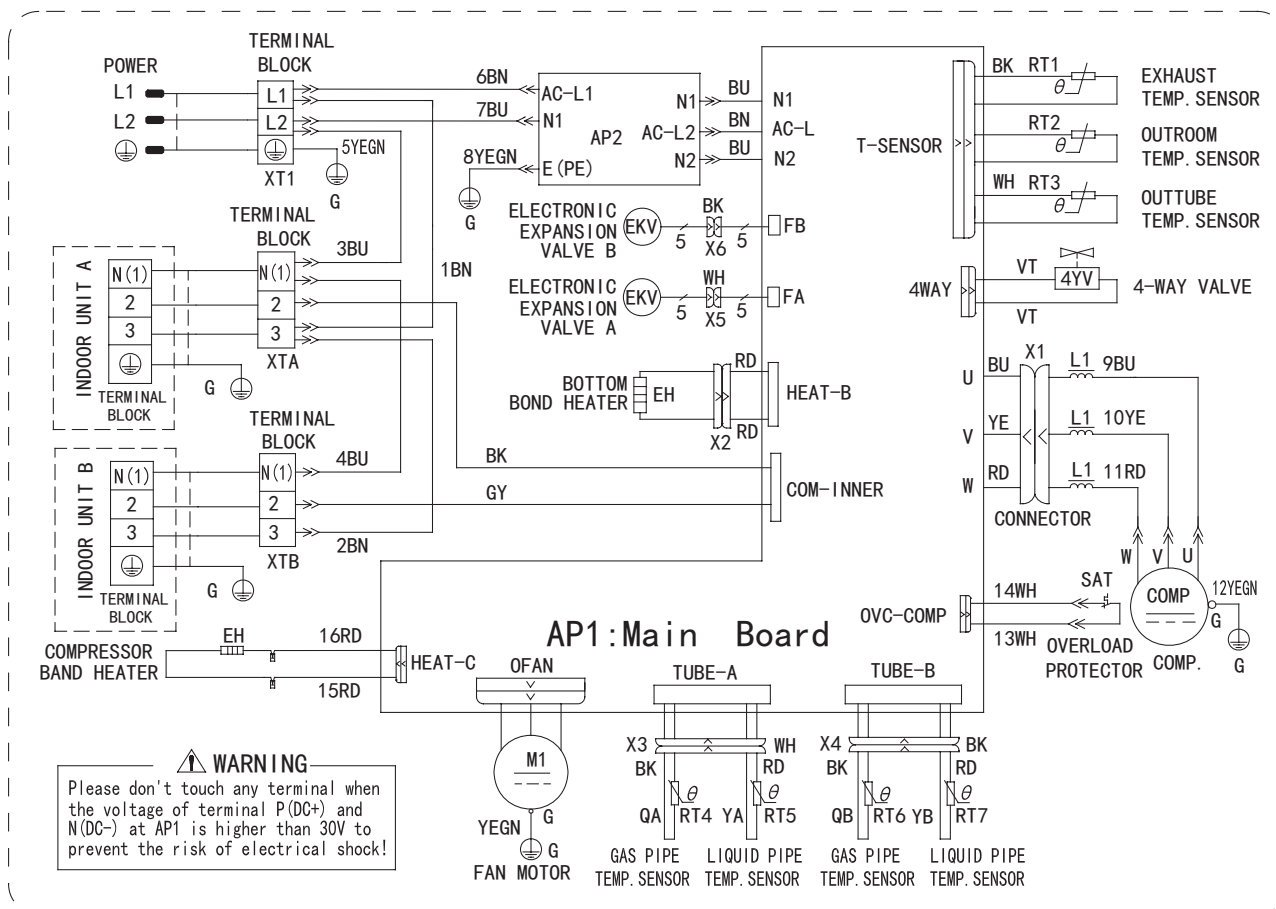 POWER
L1
L2
TERMINAL
BLOCK
L1
L2
XT1
5YEGN
G
6BN
7BU
8YEGN
G
AC-L1
N1
E(PE)
AP2
N1
AC-L2
N2
BU
BN
BU
N1
AC-L
N2
T-SENSOR
BK RT1
θ
EXHAUST
TEMP. SENSOR
RT2
θ
OUTROOM
TEMP. SENSOR
WH RT3
θ
OUTTUBE
TEMP. SENSOR
ELECTRONIC
EXPANSION
VALVE B
EKV
5
BK
X6
5
FB
ELECTRONIC
EXPANSION
VALVE A
EKV
5
WH
X5
5
FA
4WAY
VT
4YV
VT
4-WAY VALVE
INDOOR UNIT A
N(1)
2
3
TERMINAL
BLOCK
G
TERMINAL
BLOCK
N(1)
2
3
XTA
3BU
1BN
BOTTOM
BOND HEATER
EH
RD
X2
RD
HEAT-B
U
V
W
BU
YE
RD
X1
CONNECTOR
L1 9BU
L1 10YE
L1 11RD
INDOOR UNIT B
N(1)
2
3
TERMINAL
BLOCK
G
TERMINAL
BLOCK
N(1)
2
3
XTB
4BU
2BN
BK
GY
COM-INNER
W V U
COMP
12YEGN
G
G
COMP.
OVC-COMP
14WH
SAT
13WH
OVERLOAD
PROTECTOR
AP1:Main Board
COMPRESSOR
BAND HEATER
EH
16RD
15RD
HEAT-C
OFAN
M1
YEGN
G
G
FAN MOTOR
TUBE-A
X3
WH
BK
RD
θ
θ
QA RT4 YA RT5
GAS PIPE
TEMP. SENSOR
LIQUID PIPE
TEMP. SENSOR
TUBE-B
X4
BK
BK
RD
θ
θ
QB RT6 YB RT7
GAS PIPE
TEMP. SENSOR
LIQUID PIPE
TEMP. SENSOR
WARNING
Please don't touch any terminal when
the voltage of terminal P(DC+) and
N(DC-) at AP1 is higher than 30V to
prevent the risk of electrical shock!